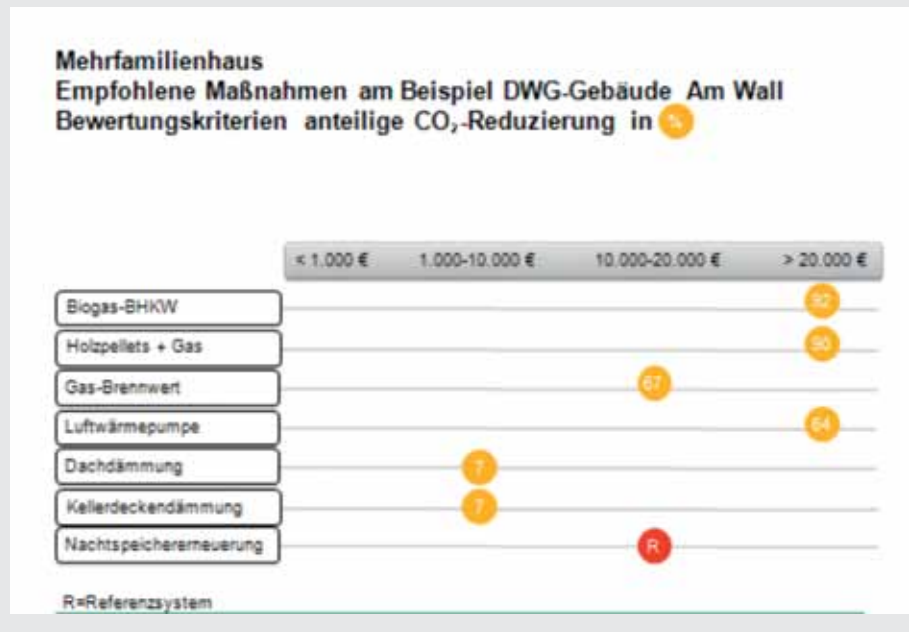 Mehrfamilienhaus
Empfohlene Maßnahmen am Beispiel DWG-Gebäude Am Wall
Bewertungskriterien anteilige CO₂-Reduzierung in %
< 1.000 € 1.000-10.000 € 10.000-20.000 € > 20.000 €
Biogas-BHKW 92
Holzpellets + Gas 90
Gas-Brennwert 67
Luftwärmepumpe 64
Dachdämmung 7
Kellerdeckendämmung 7
Nachtspeichererneuerung R
R=Referenzsystem